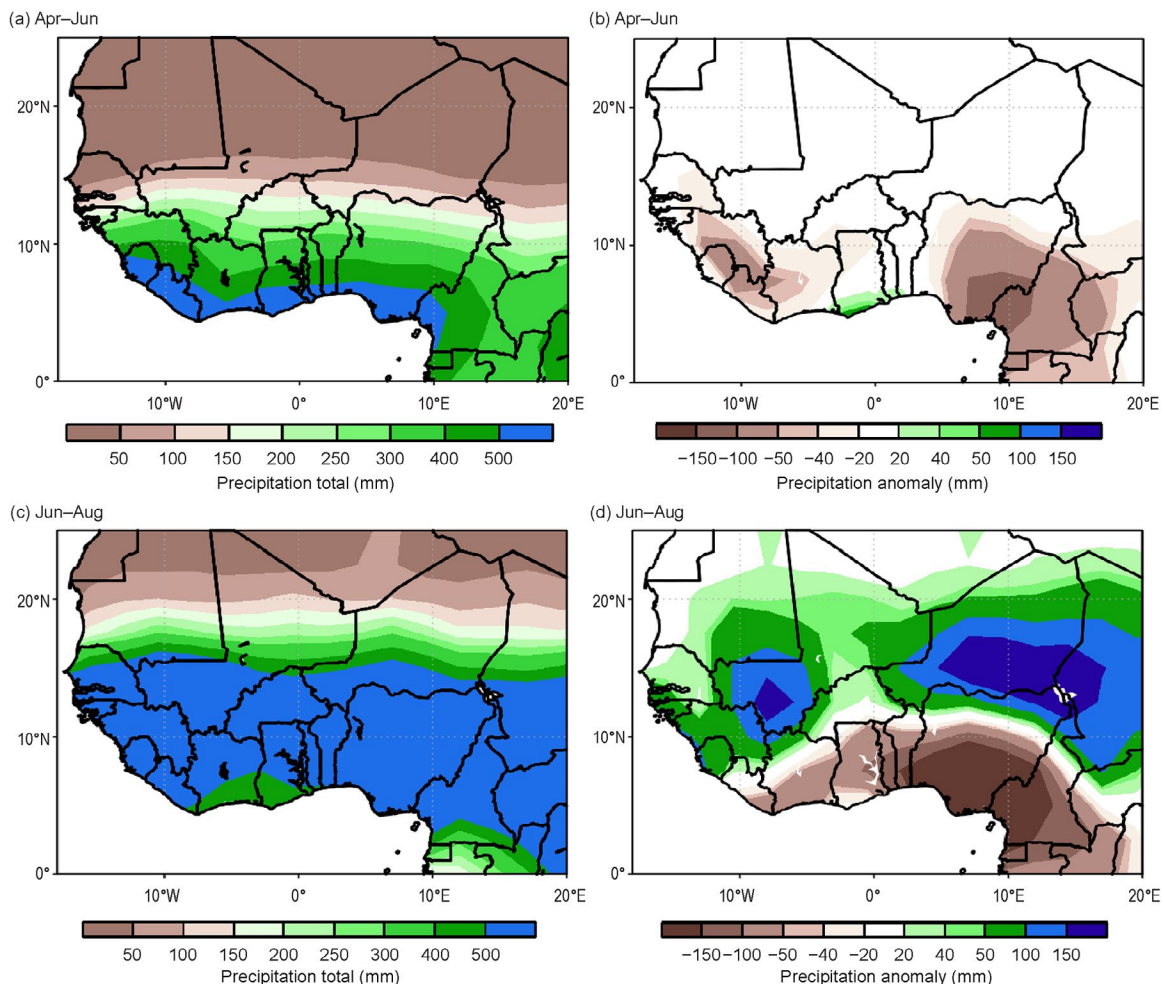 (a) Apr–Jun
(b) Apr–Jun
20°N
20°N
10°N
10°N
0°
0°
10°W 0° 10°E 20°E
10°W 0° 10°E 20°E
50 100 150 200 250 300 400 500
−150 −100 −50 −40 −20 20 40 50 100 150
Precipitation total (mm)
Precipitation anomaly (mm)
(c) Jun–Aug
(d) Jun–Aug
20°N
20°N
10°N
10°N
0°
0°
10°W 0° 10°E 20°E
10°W 0° 10°E 20°E
50 100 150 200 250 300 400 500
−150 −100 −50 −40 −20 20 40 50 100 150
Precipitation total (mm)
Precipitation anomaly (mm)